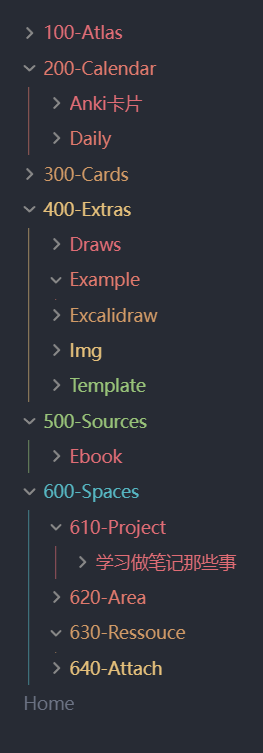 100-Atlas
200-Calendar
Anki卡片
Daily
300-Cards
400-Extras
Draws
Example
Excalidraw
Img
Template
500-Sources
Ebook
600-Spaces
610-Project
学习做笔记那些事
620-Area
630-Ressouce
640-Attach
Home